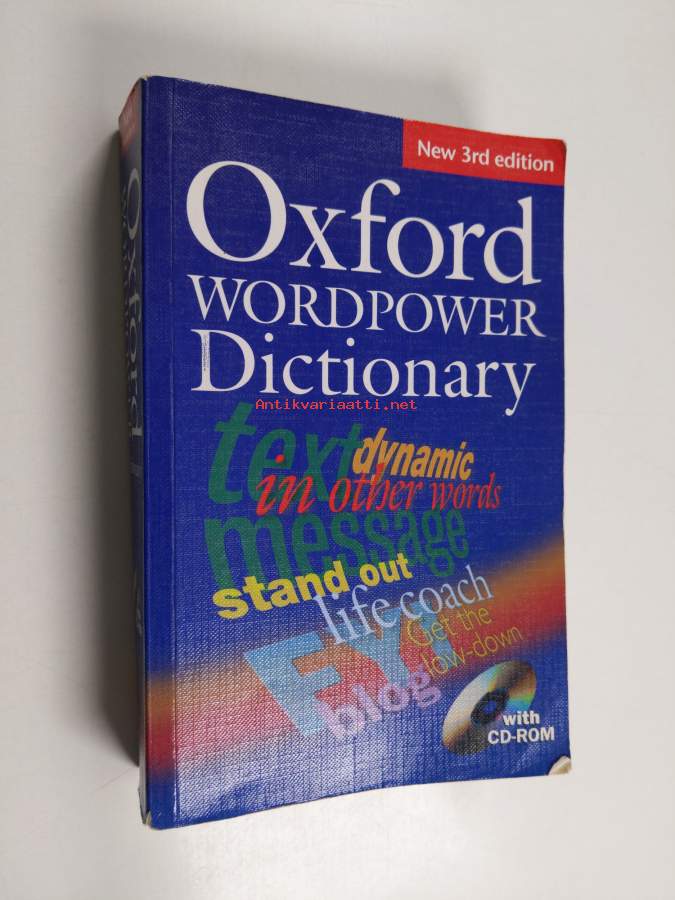 New 3rd edition
Oxford
WORDPOWER
Dictionary
Antikvariaatti.net
text
dynamic
in other words
message
stand out
life coach
Get the
low-down
FYI
blog
with
CD-ROM
Oxford